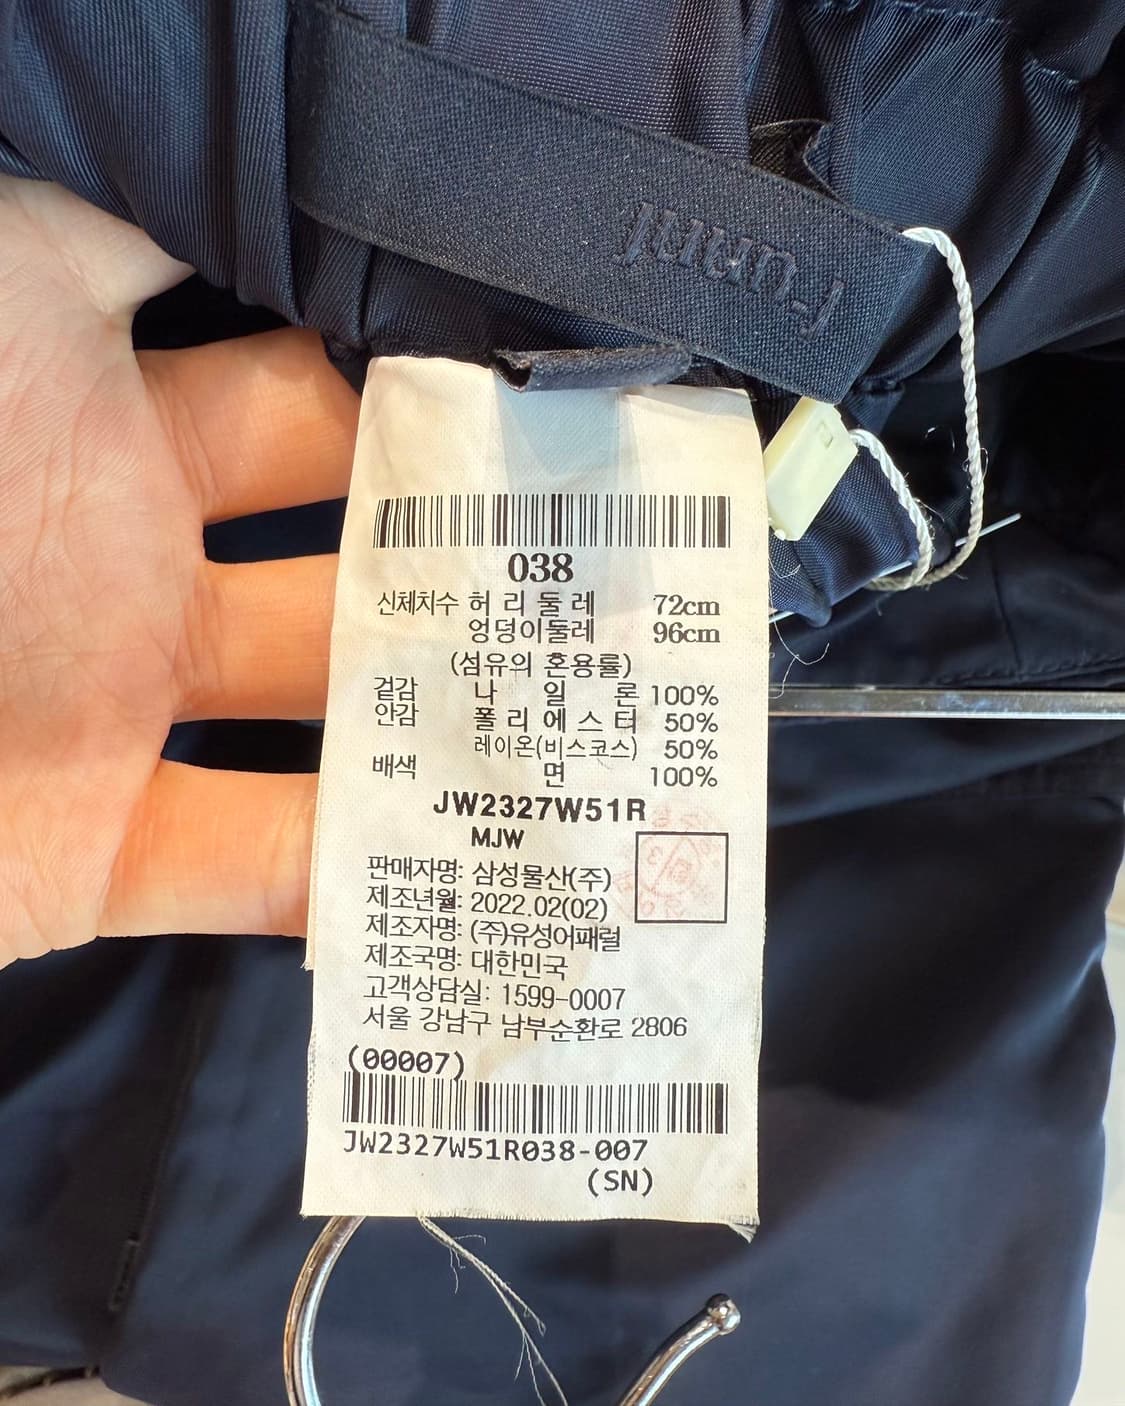 038
신체치수 허 리 둘 레 72cm
엉덩이둘레 96cm
(섬유의 혼용률)
겉감 나 일 론 100%
안감 폴 리 에 스 터 50%
레이온(비스코스) 50%
배색 면 100%
JW2327W51R
MJW
판매자명: 삼성물산(주)
제조년월: 2022.02(02)
제조자명: (주)유성어패럴
제조국명: 대한민국
고객상담실: 1599-0007
서울 강남구 남부순환로 2806
(00007)
JW2327W51R038-007
(SN)